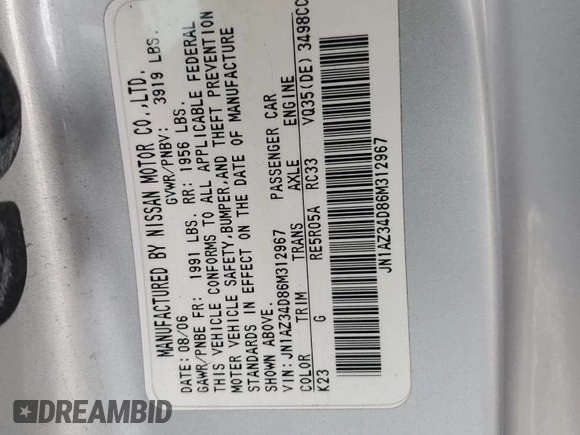 MANUFACTURED BY NISSAN MOTOR CO.,LTD.
DATE: 08/06 GVWR/PNBV: 3919 LBS.
GAWR/PNBE FR: 1991 LBS. RR: 1956 LBS.
THIS VEHICLE CONFORMS TO ALL APPLICABLE FEDERAL
MOTOR VEHICLE SAFETY,BUMPER,AND THEFT PREVENTION
STANDARDS IN EFFECT ON THE DATE OF MANUFACTURE
SHOWN ABOVE.
VIN: JN1AZ34D86M312967 PASSENGER CAR
COLOR TRIM TRANS AXLE ENGINE
K23 G RE5R05A RC33 VQ35(DE) 3498CC
JN1AZ34D86M312967
DREAMBID